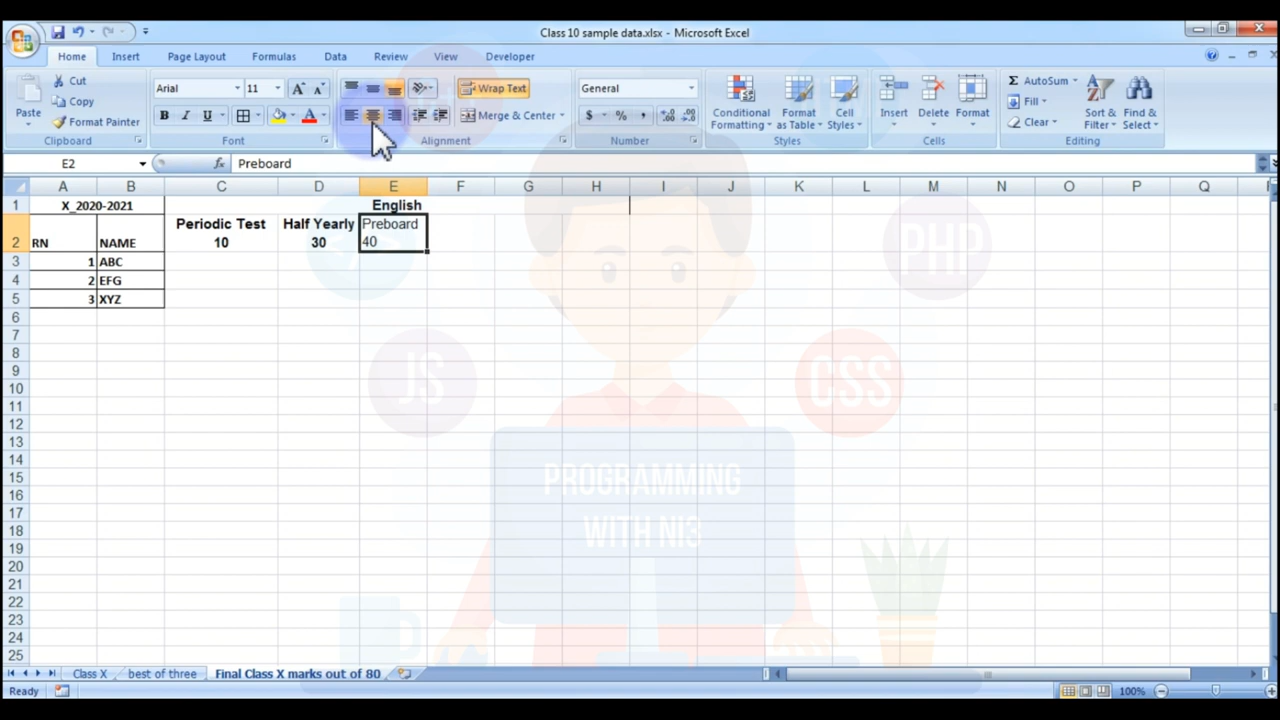 Class 10 sample data.xlsx - Microsoft Excel
Home Insert Page Layout Formulas Data Review View Developer
Paste
Cut
Copy
Format Painter
Clipboard
Arial 11
B I U
Font
Wrap Text
Merge & Center
Alignment
General
$ % ,
Number
Conditional Formatting
Format as Table
Cell Styles
Styles
Insert
Delete
Format
Cells
Σ AutoSum
Fill
Clear
Sort & Filter
Find & Select
Editing
E2 fx Preboard
A B C D E F G H I J K L M N O P Q
1 X_2020-2021 English
2 RN NAME Periodic Test 10 Half Yearly 30 Preboard 40
3 1 ABC
4 2 EFG
5 3 XYZ
6
7
8
9
10
11
12
13
14
15
16
17
18
19
20
21
22
23
24
25
PHP
JS
CSS
PROGRAMMING
WITH NI3
Class X best of three Final Class X marks out of 80
Ready 100%